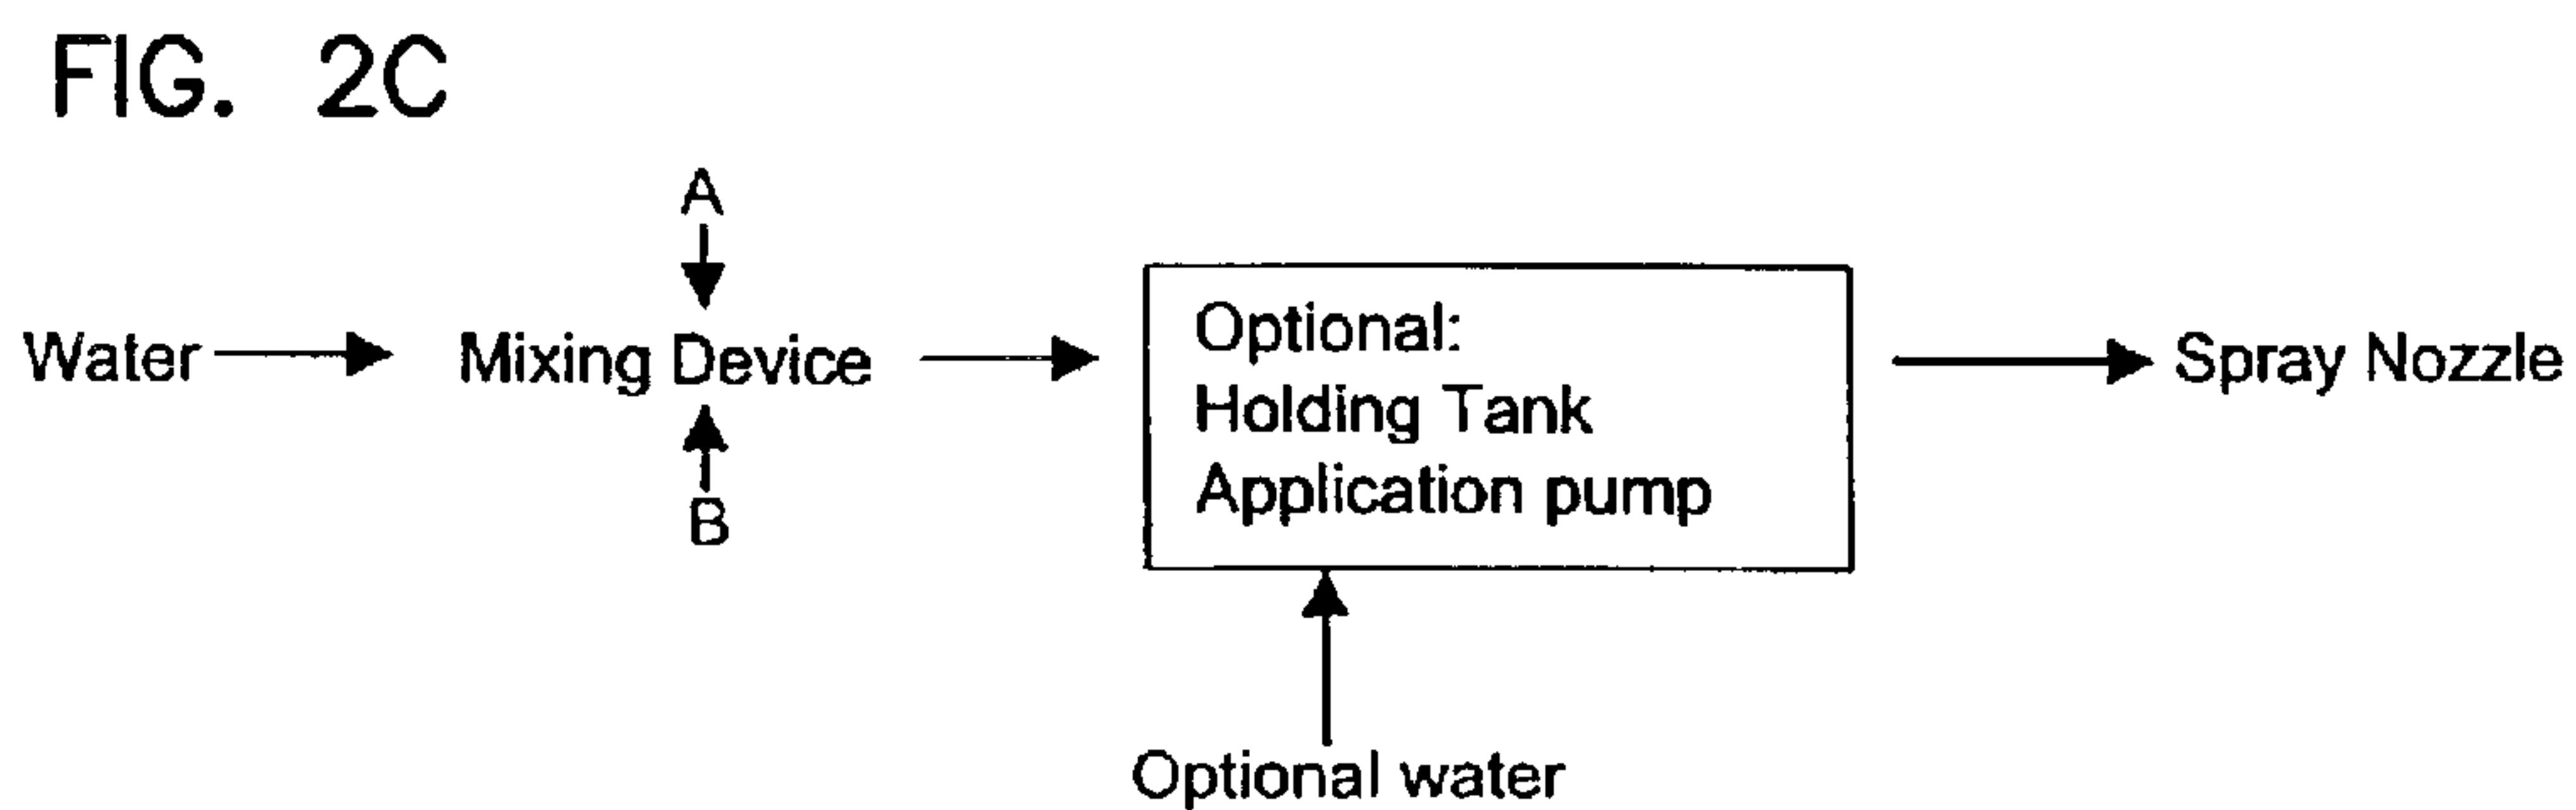 FIG. 2C
A
Water
Mixing Device
B
Optional:
Holding Tank
Application pump
Spray Nozzle
Optional water